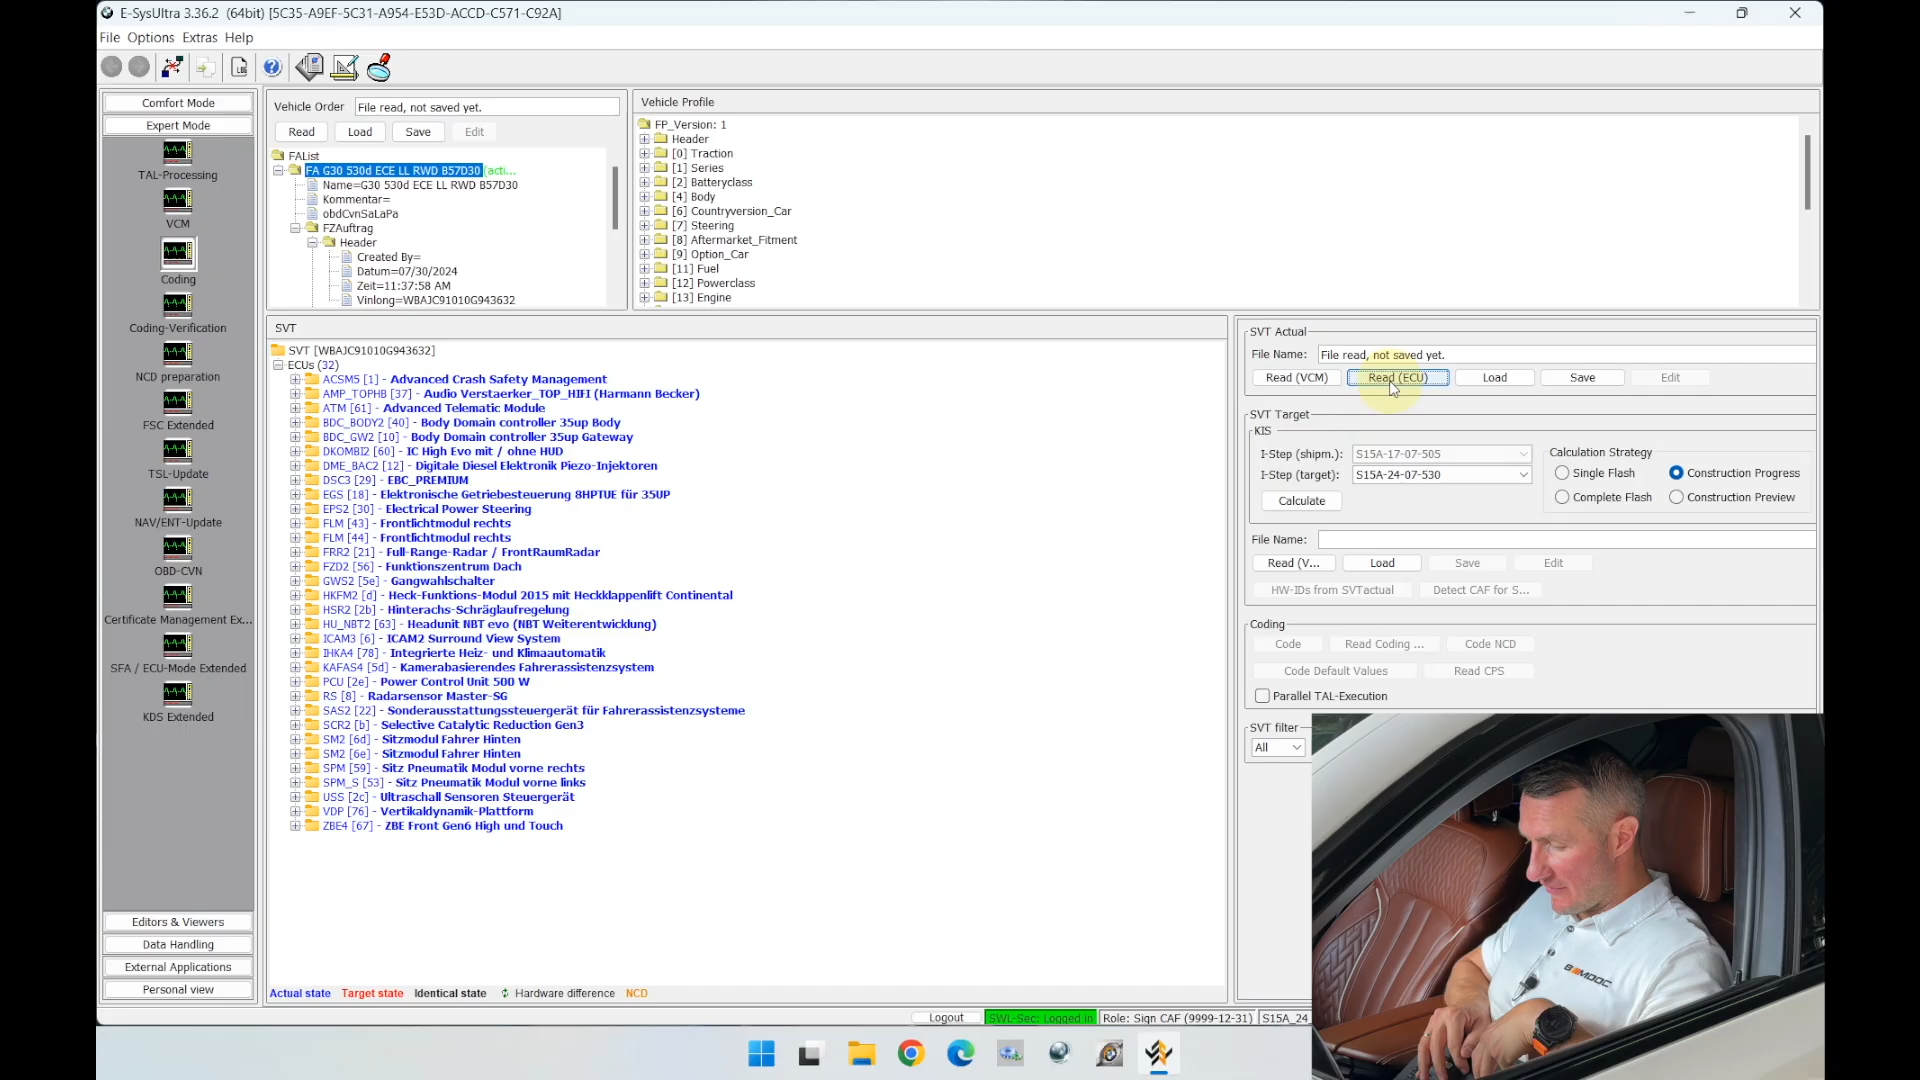 E-SysUltra 3.36.2 (64bit) [5C35-A9EF-5C31-A954-E53D-ACCD-C571-C92A]
File Options Extras Help
LOG
Comfort Mode
Expert Mode
TAL-Processing
VCM
Coding
Coding-Verification
NCD preparation
FSC Extended
TSL-Update
NAV/ENT-Update
OBD-CVN
Certificate Management Ex...
SFA / ECU-Mode Extended
KDS Extended
Editors & Viewers
Data Handling
External Applications
Personal view
Vehicle Order File read, not saved yet.
Read Load Save Edit
FAList
FA G30 530d ECE LL RWD B57D30 (acti...
Name=G30 530d ECE LL RWD B57D30
Kommentar=
obdCvnSaLaPa
FZAuftrag
Header
Created By=
Datum=07/30/2024
Zeit=11:37:58 AM
Vinlong=WBAJC91010G943632
Vehicle Profile
FP_Version: 1
Header
[0] Traction
[1] Series
[2] Batteryclass
[4] Body
[6] Countryversion_Car
[7] Steering
[8] Aftermarket_Fitment
[9] Option_Car
[11] Fuel
[12] Powerclass
[13] Engine
SVT
SVT [WBAJC91010G943632]
ECUs (32)
ACSM5 [1] - Advanced Crash Safety Management
AMP_TOPHB [37] - Audio Verstaerker_TOP_HIFI (Harmann Becker)
ATM [61] - Advanced Telematic Module
BDC_BODY2 [40] - Body Domain controller 35up Body
BDC_GW2 [10] - Body Domain controller 35up Gateway
DKOMBI2 [60] - IC High Evo mit / ohne HUD
DME_BAC2 [12] - Digitale Diesel Elektronik Piezo-Injektoren
DSC3 [29] - EBC_PREMIUM
EGS [18] - Elektronische Getriebesteuerung 8HPTUE für 35UP
EPS2 [30] - Electrical Power Steering
FLM [43] - Frontlichtmodul rechts
FLM [44] - Frontlichtmodul rechts
FRR2 [21] - Full-Range-Radar / FrontRaumRadar
FZD2 [56] - Funktionszentrum Dach
GWS2 [5e] - Gangwahlschalter
HKFM2 [d] - Heck-Funktions-Modul 2015 mit Heckklappenlift Continental
HSR2 [2b] - Hinterachs-Schräglaufregelung
HU_NBT2 [63] - Headunit NBT evo (NBT Weiterentwicklung)
ICAM3 [6] - ICAM2 Surround View System
IHKA4 [78] - Integrierte Heiz- und Klimaautomatik
KAFAS4 [5d] - Kamerabasierendes Fahrerassistenzsystem
PCU [2e] - Power Control Unit 500 W
RS [8] - Radarsensor Master-SG
SAS2 [22] - Sonderausstattungssteuergerät für Fahrerassistenzsysteme
SCR2 [b] - Selective Catalytic Reduction Gen3
SM2 [6d] - Sitzmodul Fahrer Hinten
SM2 [6e] - Sitzmodul Fahrer Hinten
SPM [59] - Sitz Pneumatik Modul vorne rechts
SPM_S [53] - Sitz Pneumatik Modul vorne links
USS [2c] - Ultraschall Sensoren Steuergerät
VDP [76] - Vertikaldynamik-Plattform
ZBE4 [67] - ZBE Front Gen6 High und Touch
Actual state Target state Identical state Hardware difference NCD
SVT Actual
File Name: File read, not saved yet.
Read (VCM) Read (ECU) Load Save Edit
SVT Target
KIS
I-Step (shipm.): S15A-17-07-505
I-Step (target): S15A-24-07-530
Calculate
Calculation Strategy
Single Flash Construction Progress
Complete Flash Construction Preview
File Name:
Read (V... Load Save Edit
HW-IDs from SVTactual Detect CAF for S...
Coding
Code Read Coding ... Code NCD
Code Default Values Read CPS
Parallel TAL-Execution
SVT filter
All
BIMDOC
Logout SWL-Sec: Logged in Role: Sign CAF (9999-12-31) S15A_24